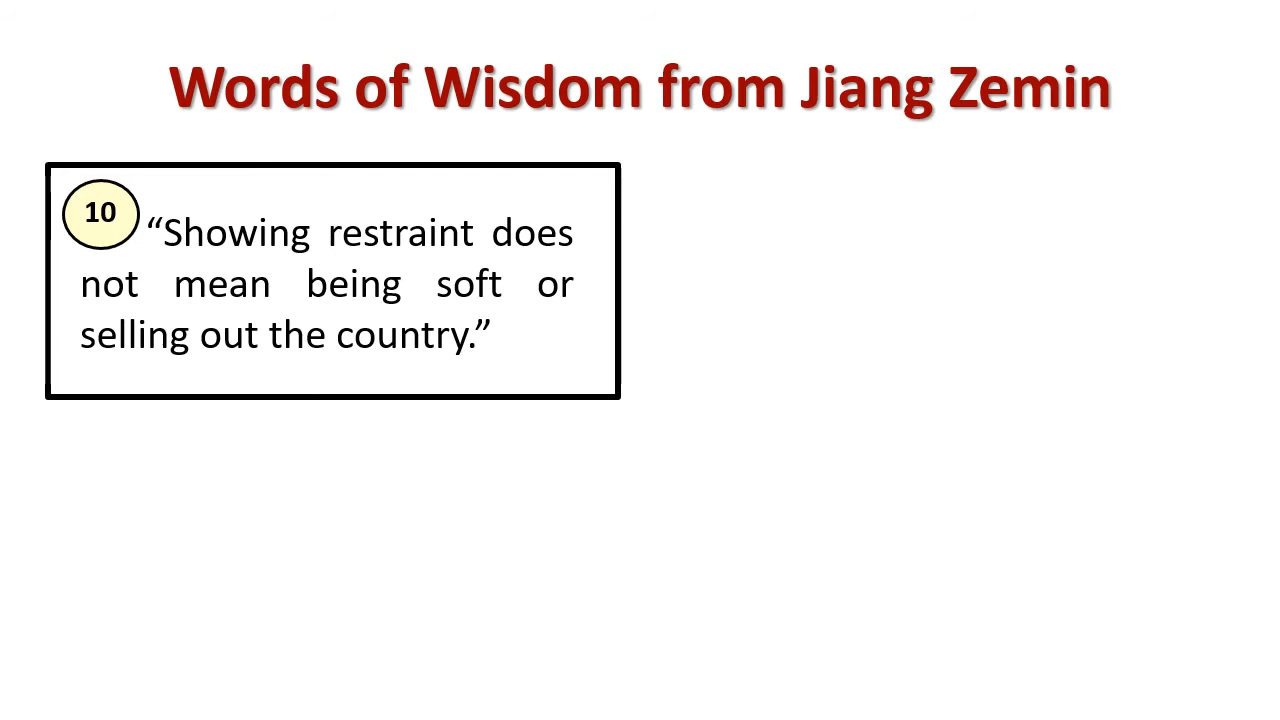 Words of Wisdom from Jiang Zemin
10
“Showing restraint does
not mean being soft or
selling out the country.”